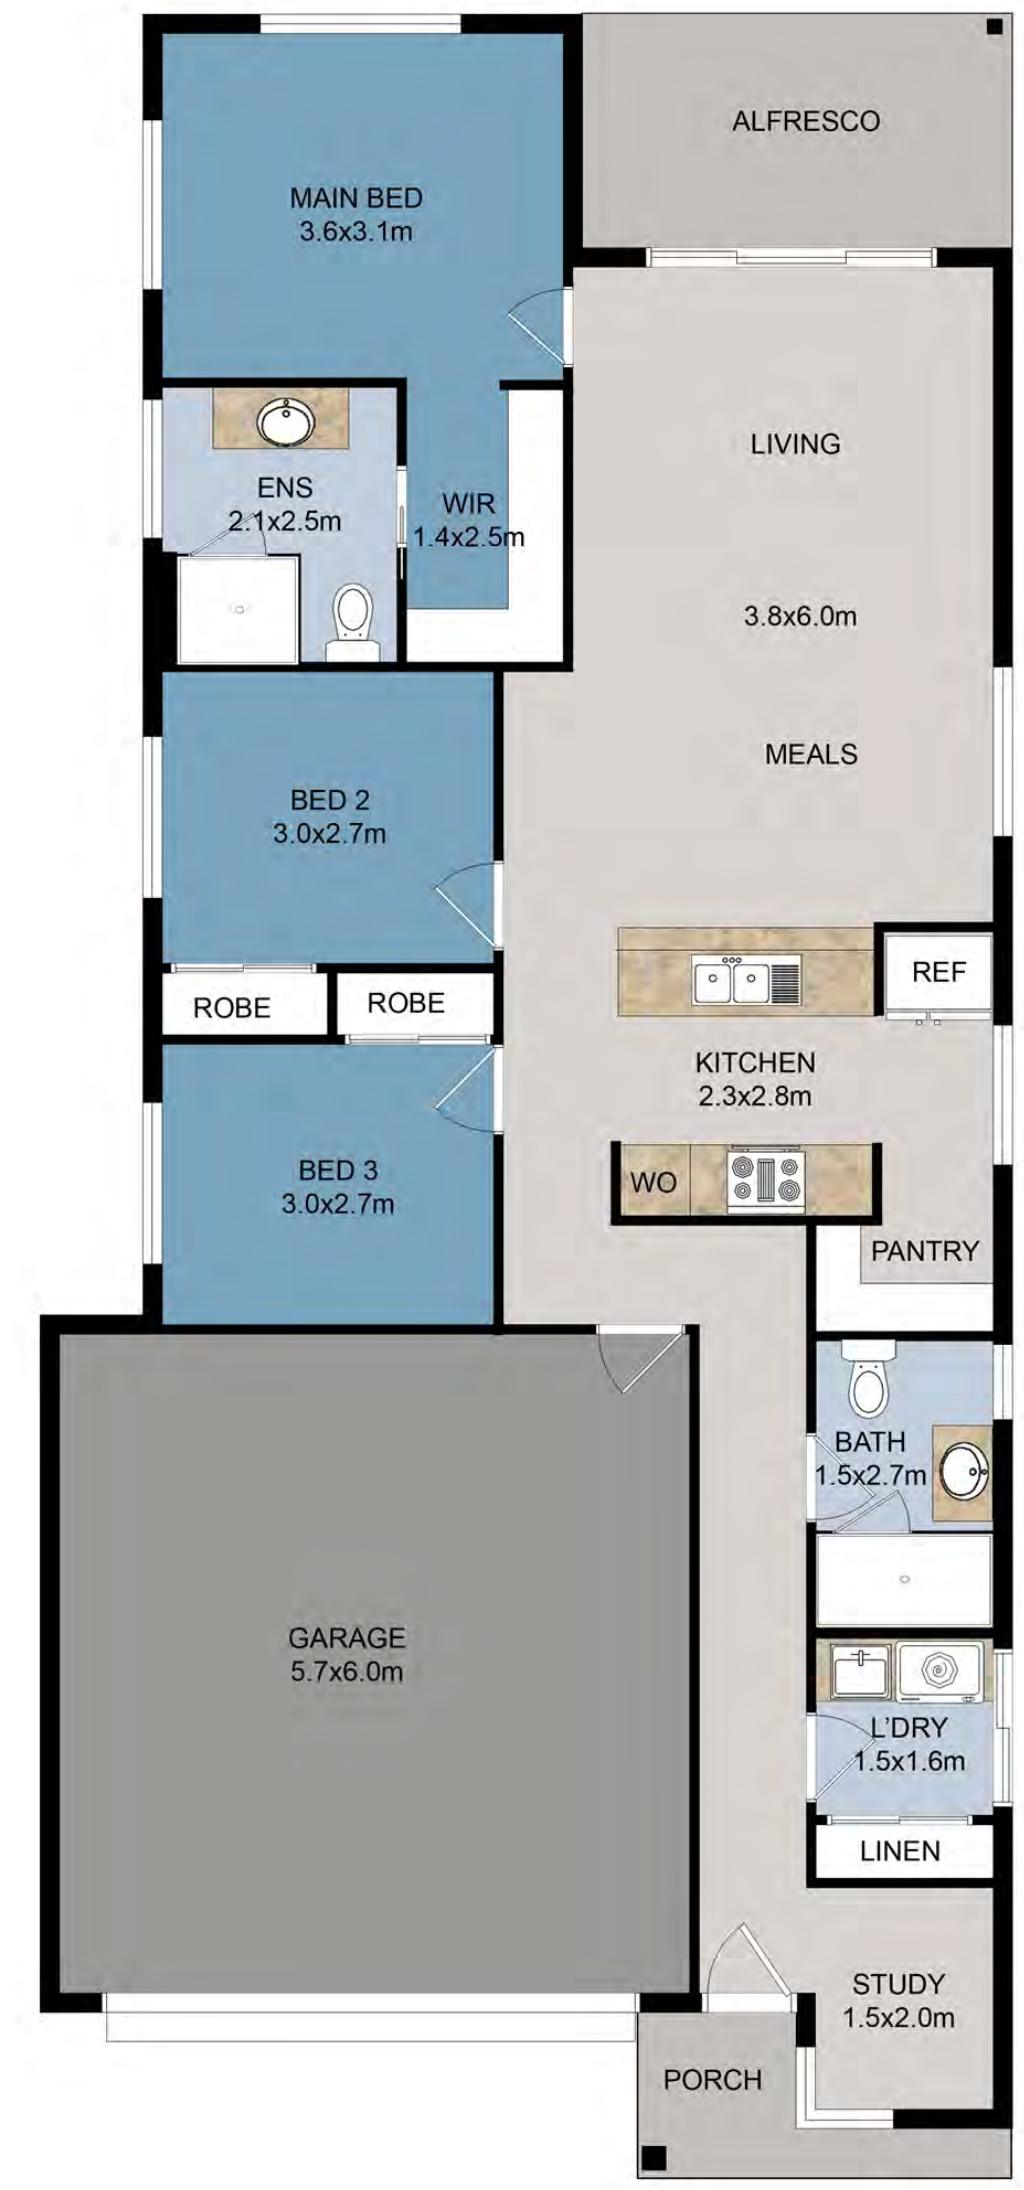 ALFRESCO
MAIN BED
3.6x3.1m
LIVING
ENS
2.1x2.5m
WIR
1.4x2.5m
3.8x6.0m
MEALS
BED 2
3.0x2.7m
REF
ROBE
ROBE
KITCHEN
2.3x2.8m
BED 3
3.0x2.7m
WO
PANTRY
BATH
1.5x2.7m
GARAGE
5.7x6.0m
L'DRY
1.5x1.6m
LINEN
STUDY
1.5x2.0m
PORCH